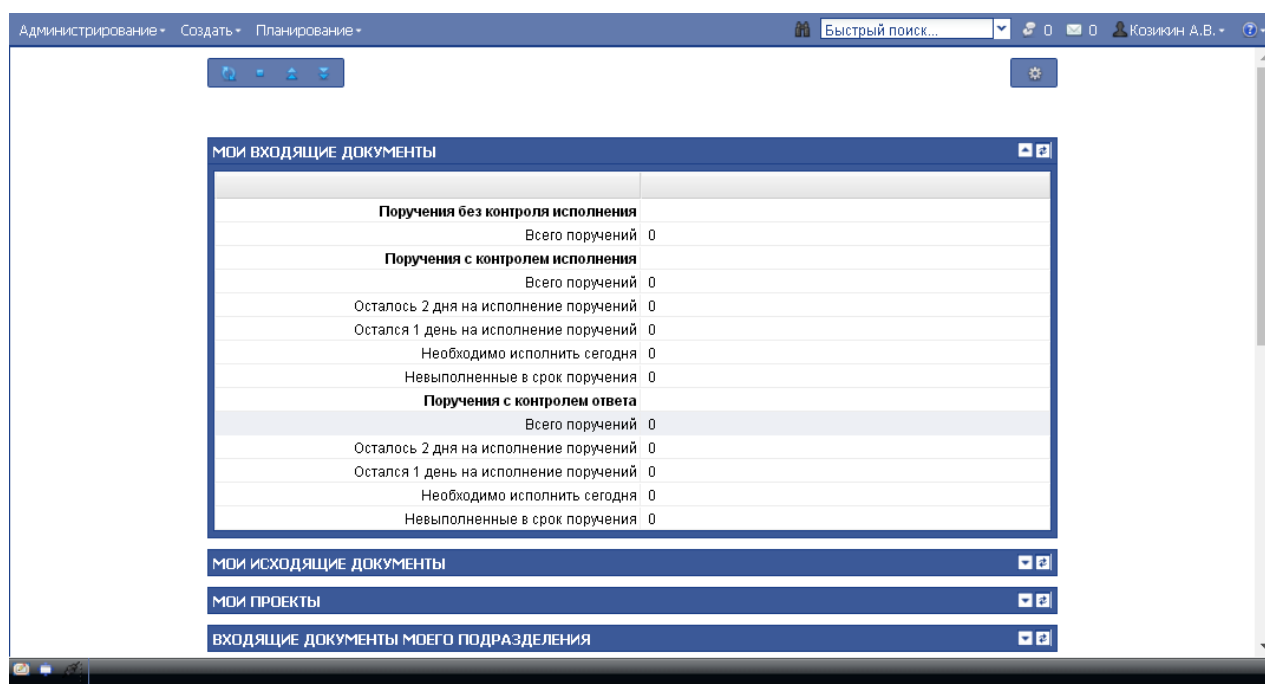 Администрирование Создать Планирование Быстрый поиск... 0 0 Козикин А.В.
МОИ ВХОДЯЩИЕ ДОКУМЕНТЫ
Поручения без контроля исполнения
Всего поручений 0
Поручения с контролем исполнения
Всего поручений 0
Осталось 2 дня на исполнение поручений 0
Остался 1 день на исполнение поручений 0
Необходимо исполнить сегодня 0
Невыполненные в срок поручения 0
Поручения с контролем ответа
Всего поручений 0
Осталось 2 дня на исполнение поручений 0
Остался 1 день на исполнение поручений 0
Необходимо исполнить сегодня 0
Невыполненные в срок поручения 0
МОИ ИСХОДЯЩИЕ ДОКУМЕНТЫ
МОИ ПРОЕКТЫ
ВХОДЯЩИЕ ДОКУМЕНТЫ МОЕГО ПОДРАЗДЕЛЕНИЯ